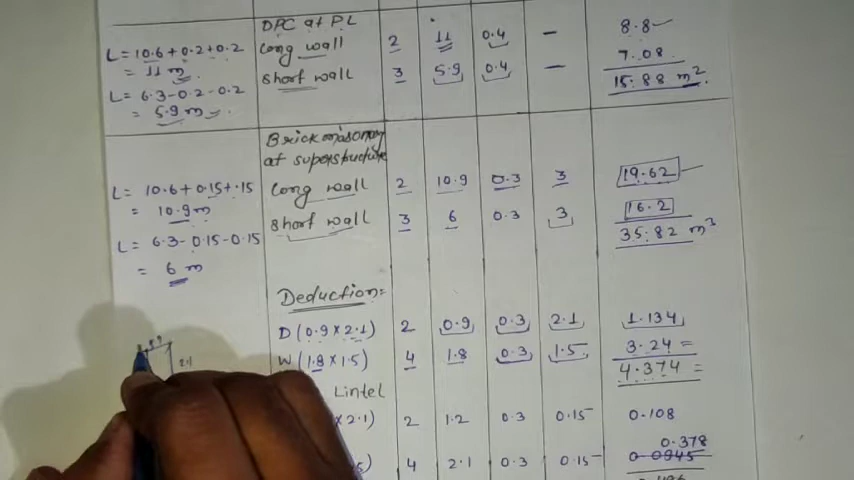 DPC at PL
L = 10.6 + 0.2 + 0.2 Long wall 2 11 0.4 — 8.8
= 11 m short wall 3 5.9 0.4 — 7.08
L = 6.3 - 0.2 - 0.2 15.88 m²
= 5.9 m
Brick masonry
at superstructure
L = 10.6 + 0.15 + .15 Long wall 2 10.9 0.3 3 19.62
= 10.9 m
short wall 3 6 0.3 3 16.2
L = 6.3 - 0.15 - 0.15 35.82 m³
= 6 m
Deduction =
D (0.9 x 2.1) 2 0.9 0.3 2.1 1.134
W (1.8 x 1.5) 4 1.8 0.3 1.5 3.24 =
2.1 4.374 =
Lintel
x 2.1) 2 1.2 0.3 0.15 0.108
0.378
) 4 2.1 0.3 0.15 0.0945